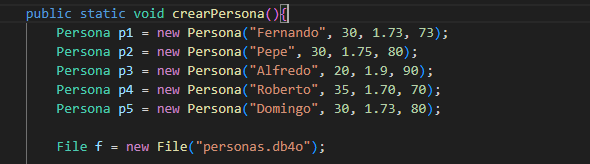 public static void crearPersona(){
Persona p1 = new Persona("Fernando", 30, 1.73, 73);
Persona p2 = new Persona("Pepe", 30, 1.75, 80);
Persona p3 = new Persona("Alfredo", 20, 1.9, 90);
Persona p4 = new Persona("Roberto", 35, 1.70, 70);
Persona p5 = new Persona("Domingo", 30, 1.73, 80);
File f = new File("personas.db4o");